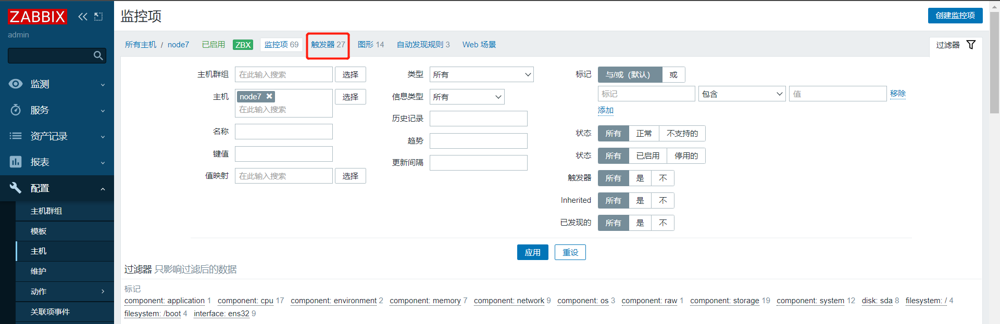 ZABBIX
admin
监测
服务
资产记录
报表
配置
主机群组
模板
主机
维护
动作
关联项事件
监控项
创建监控项
所有主机 / node7 已启用 ZBX 监控项 69 触发器 27 图形 14 自动发现规则 3 Web 场景
过滤器
主机群组 在此输入搜索 选择
主机 node7 选择
在此输入搜索
名称
键值
值映射 在此输入搜索 选择
类型 所有
信息类型 所有
历史记录
趋势
更新间隔
标记 与/或（默认） 或
标记 包含 值 移除
添加
状态 所有 正常 不支持的
状态 所有 已启用 停用的
触发器 所有 是 不
Inherited 所有 是 不
已发现的 所有 是 不
应用 重设
过滤器 只影响过滤后的数据
标记
component: application 1 component: cpu 17 component: environment 2 component: memory 7 component: network 9 component: os 3 component: raw 1 component: storage 19 component: system 12 disk: sda 8 filesystem: / 4
filesystem: /boot 4 interface: ens32 9